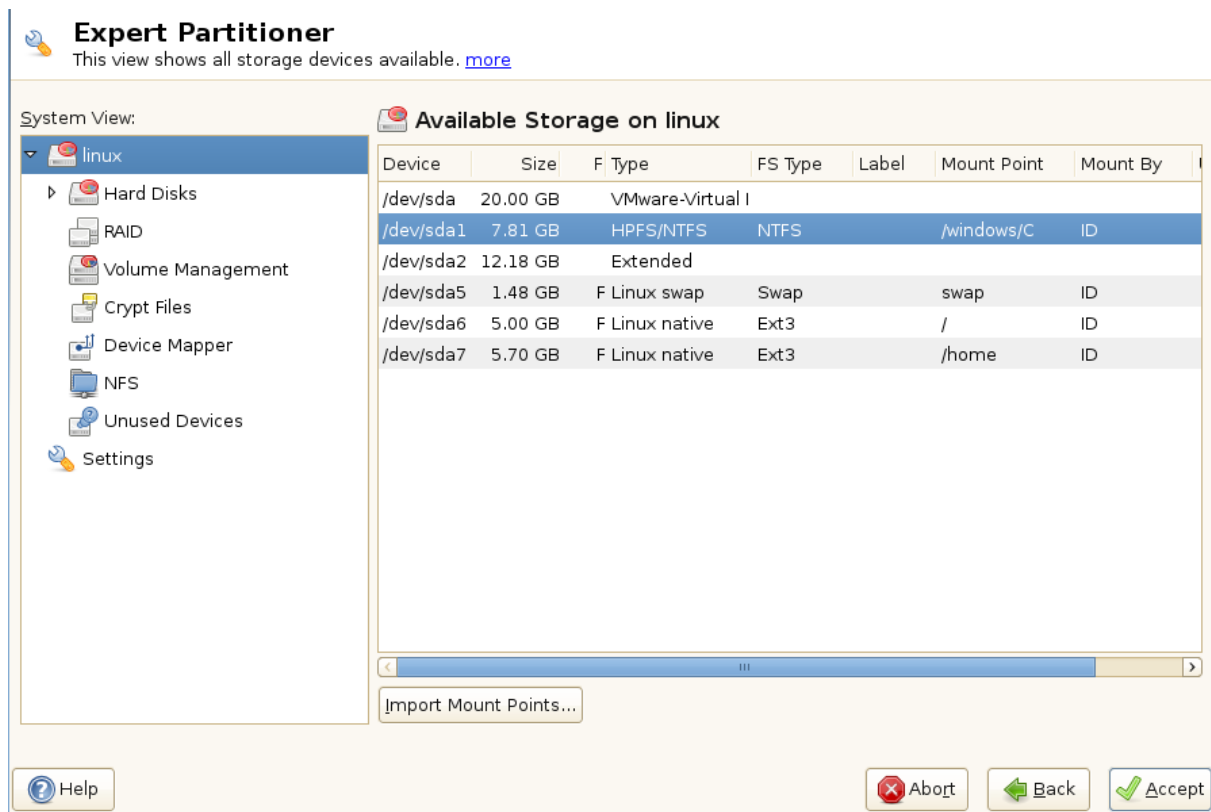 Expert Partitioner
This view shows all storage devices available. more
System View:
linux
Hard Disks
RAID
Volume Management
Crypt Files
Device Mapper
NFS
Unused Devices
Settings
Available Storage on linux
Device Size F Type FS Type Label Mount Point Mount By
/dev/sda 20.00 GB VMware-Virtual
/dev/sda1 7.81 GB HPFS/NTFS NTFS /windows/C ID
/dev/sda2 12.18 GB Extended
/dev/sda5 1.48 GB F Linux swap Swap swap ID
/dev/sda6 5.00 GB F Linux native Ext3 / ID
/dev/sda7 5.70 GB F Linux native Ext3 /home ID
Import Mount Points...
Help Abort Back Accept